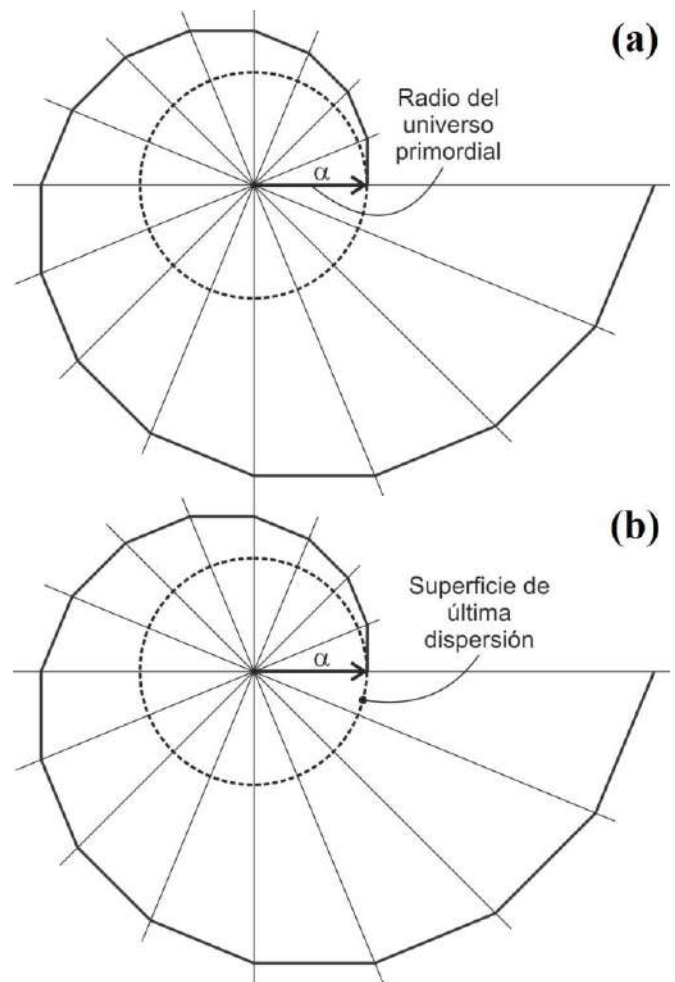 (a)
Radio del
universo
primordial
α
(b)
Superficie de
última
dispersión
α